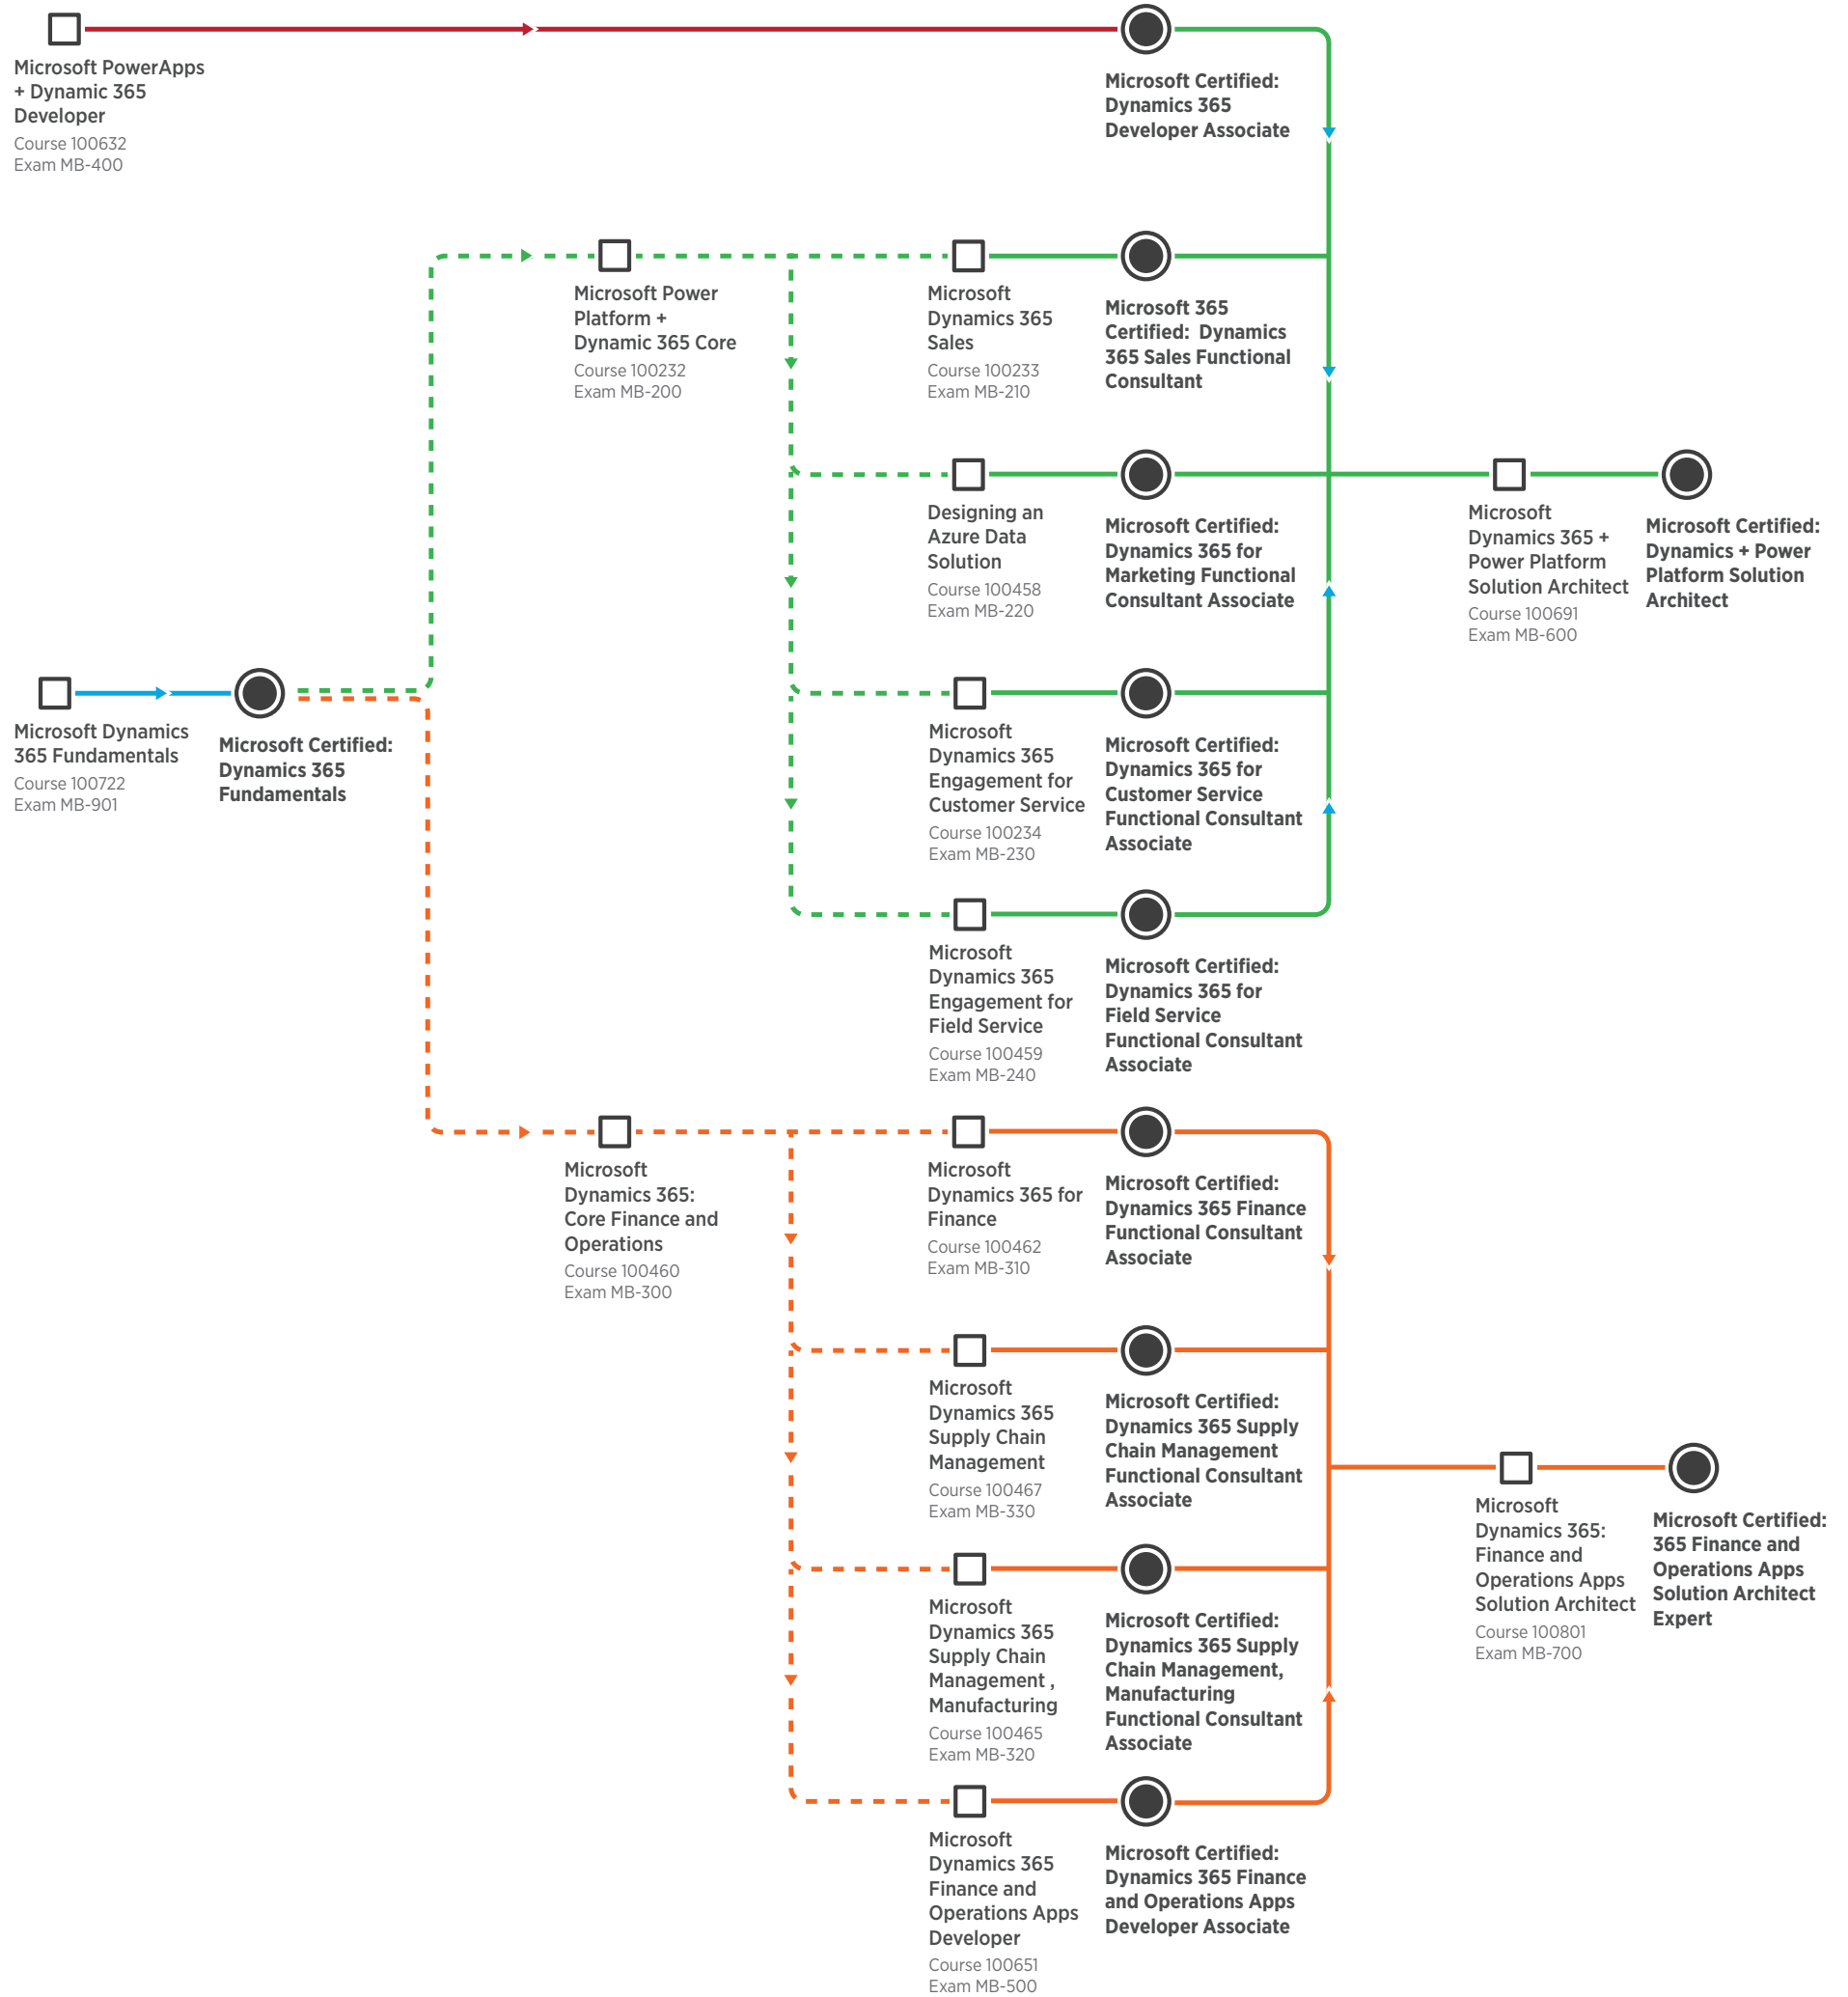 Microsoft PowerApps
+ Dynamic 365
Developer
Course 100632
Exam MB-400
Microsoft Certified:
Dynamics 365
Developer Associate
Microsoft Power
Platform +
Dynamic 365 Core
Course 100232
Exam MB-200
Microsoft
Dynamics 365
Sales
Course 100233
Exam MB-210
Microsoft 365
Certified: Dynamics
365 Sales Functional
Consultant
Designing an
Azure Data
Solution
Course 100458
Exam MB-220
Microsoft Certified:
Dynamics 365 for
Marketing Functional
Consultant Associate
Microsoft
Dynamics 365 +
Power Platform
Solution Architect
Course 100691
Exam MB-600
Microsoft Certified:
Dynamics + Power
Platform Solution
Architect
Microsoft Dynamics
365 Fundamentals
Course 100722
Exam MB-901
Microsoft Certified:
Dynamics 365
Fundamentals
Microsoft
Dynamics 365
Engagement for
Customer Service
Course 100234
Exam MB-230
Microsoft Certified:
Dynamics 365 for
Customer Service
Functional Consultant
Associate
Microsoft
Dynamics 365
Engagement for
Field Service
Course 100459
Exam MB-240
Microsoft Certified:
Dynamics 365 for
Field Service
Functional Consultant
Associate
Microsoft
Dynamics 365:
Core Finance and
Operations
Course 100460
Exam MB-300
Microsoft
Dynamics 365 for
Finance
Course 100462
Exam MB-310
Microsoft Certified:
Dynamics 365 Finance
Functional Consultant
Associate
Microsoft
Dynamics 365
Supply Chain
Management
Course 100467
Exam MB-330
Microsoft Certified:
Dynamics 365 Supply
Chain Management
Functional Consultant
Associate
Microsoft
Dynamics 365:
Finance and
Operations Apps
Solution Architect
Course 100801
Exam MB-700
Microsoft Certified:
365 Finance and
Operations Apps
Solution Architect
Expert
Microsoft
Dynamics 365
Supply Chain
Management ,
Manufacturing
Course 100465
Exam MB-320
Microsoft Certified:
Dynamics 365 Supply
Chain Management,
Manufacturing
Functional Consultant
Associate
Microsoft
Dynamics 365
Finance and
Operations Apps
Developer
Course 100651
Exam MB-500
Microsoft Certified:
Dynamics 365 Finance
and Operations Apps
Developer Associate